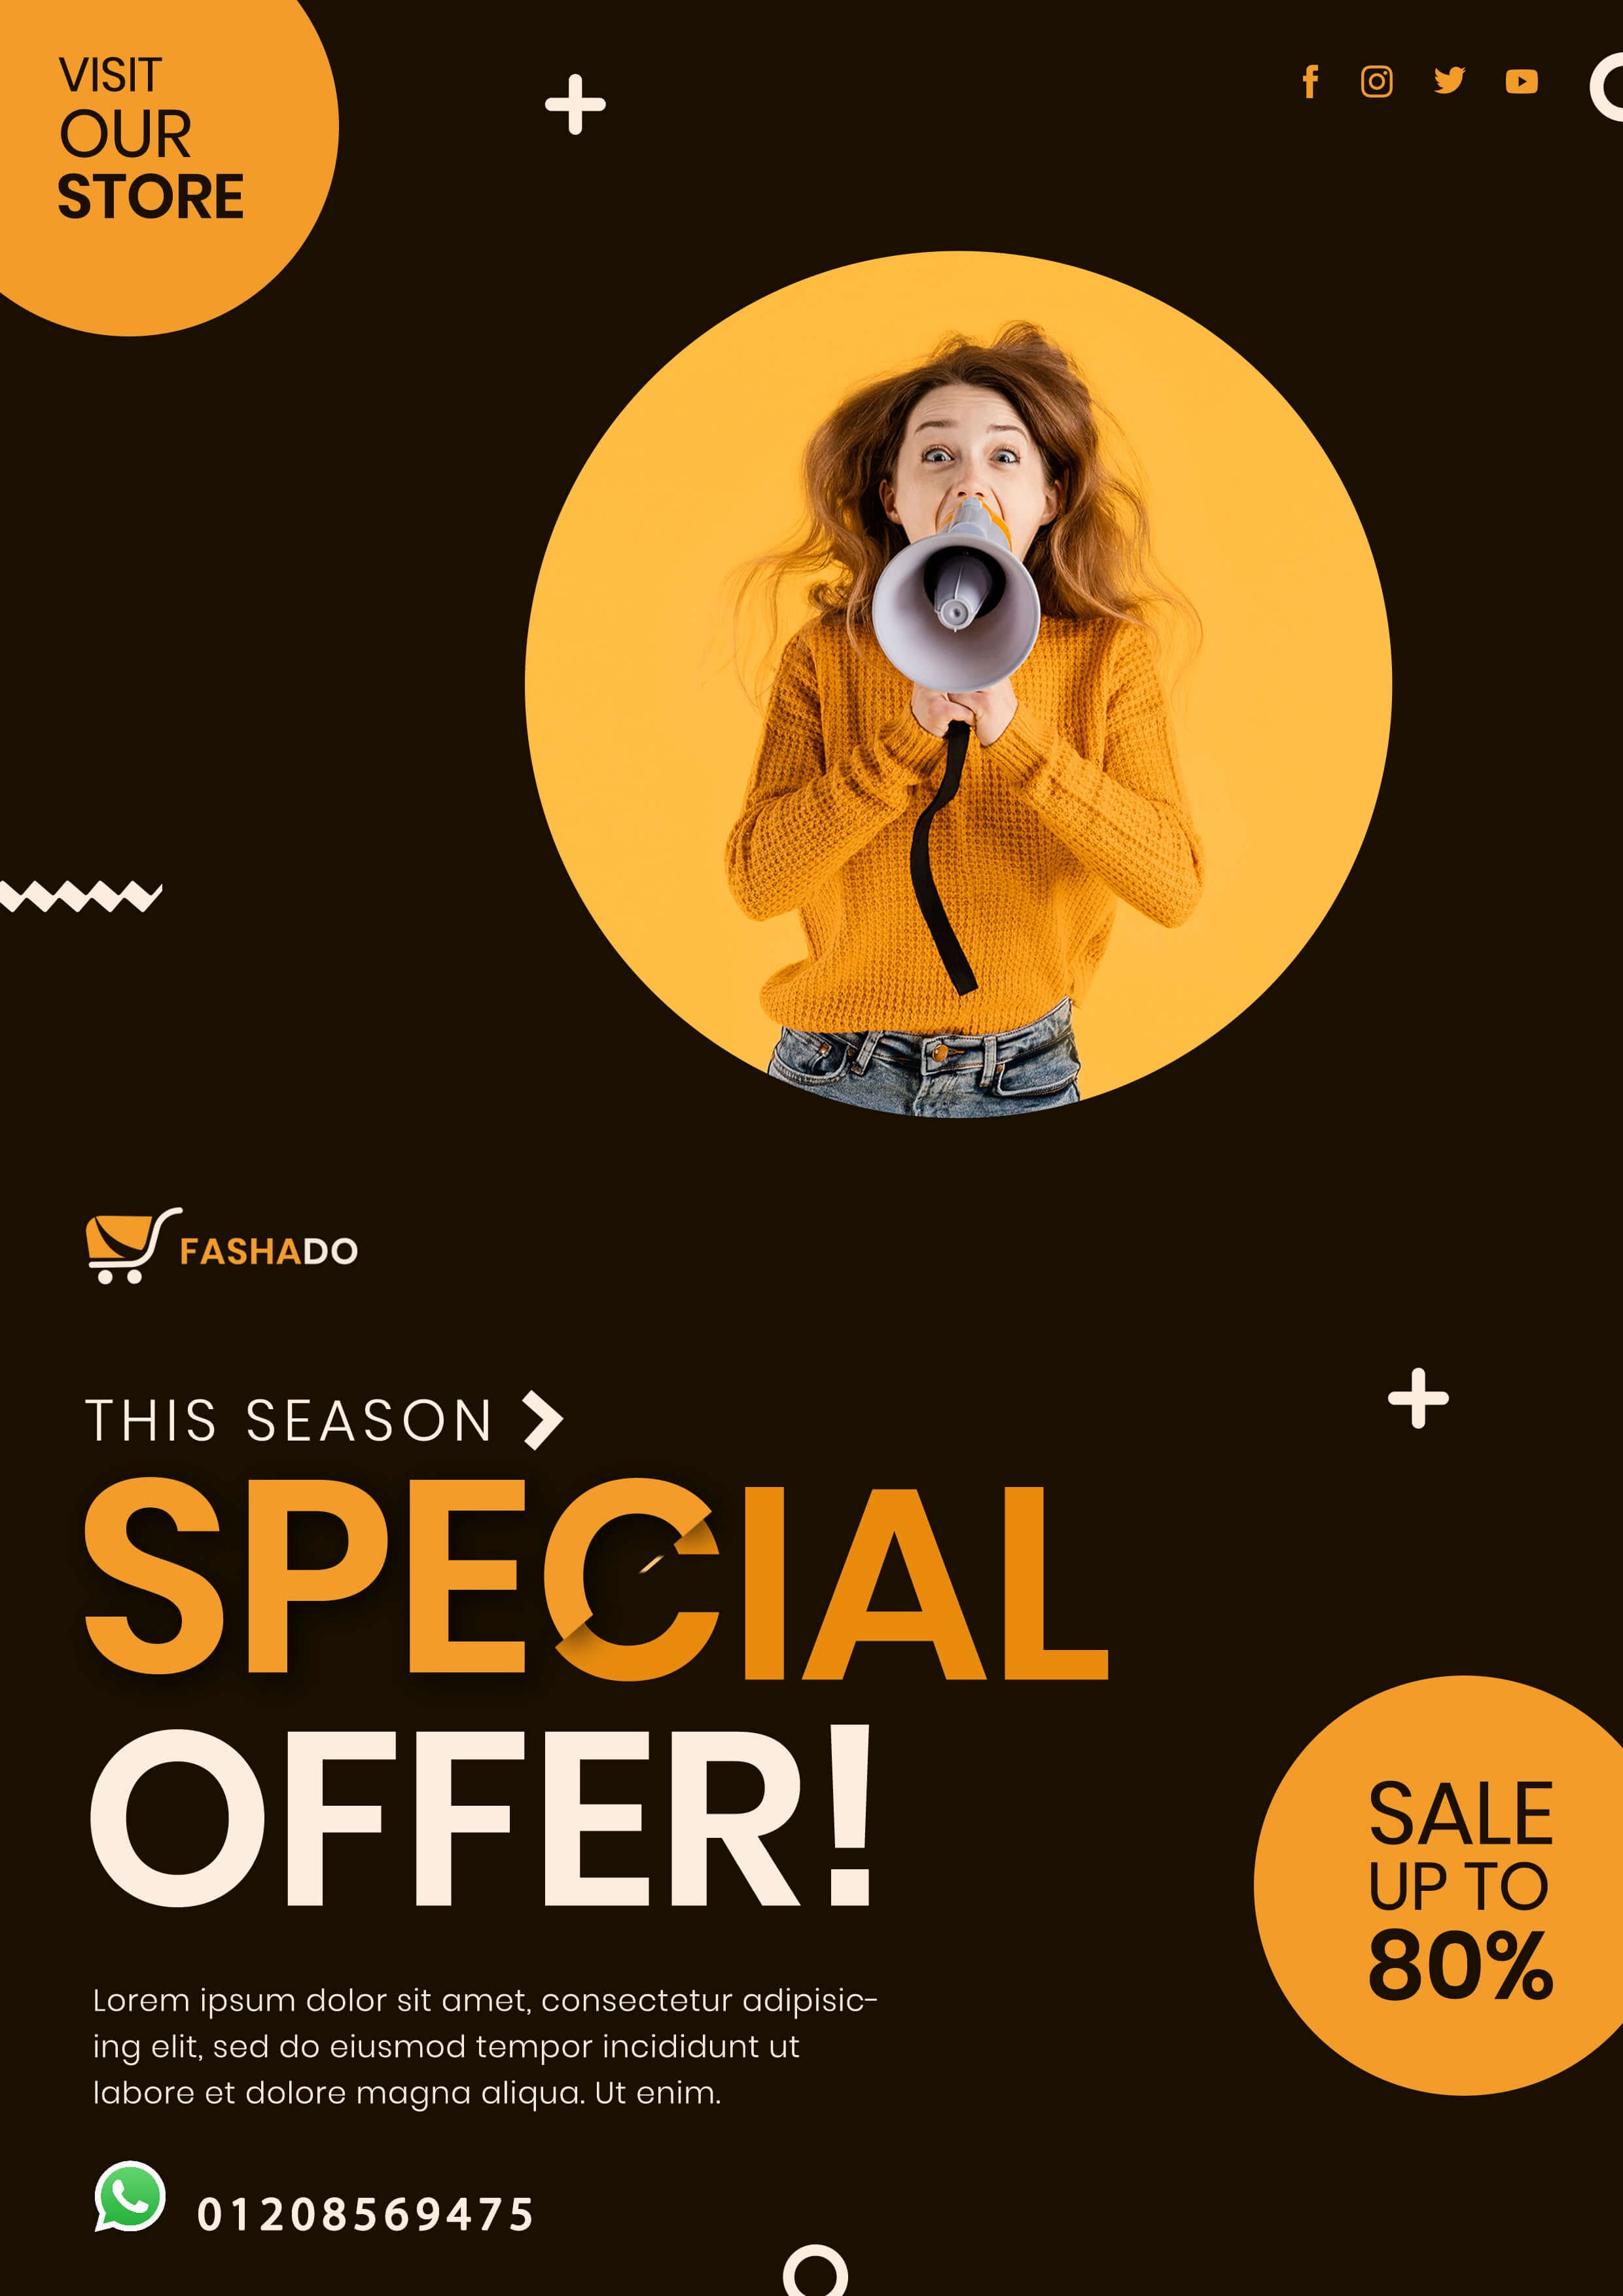 VISIT
OUR
STORE
FASHADO
THIS SEASON
SPECIAL
OFFER!
SALE
UP TO
80%
Lorem ipsum dolor sit amet, consectetur adipisic-
ing elit, sed do eiusmod tempor incididunt ut
labore et dolore magna aliqua. Ut enim.
01208569475